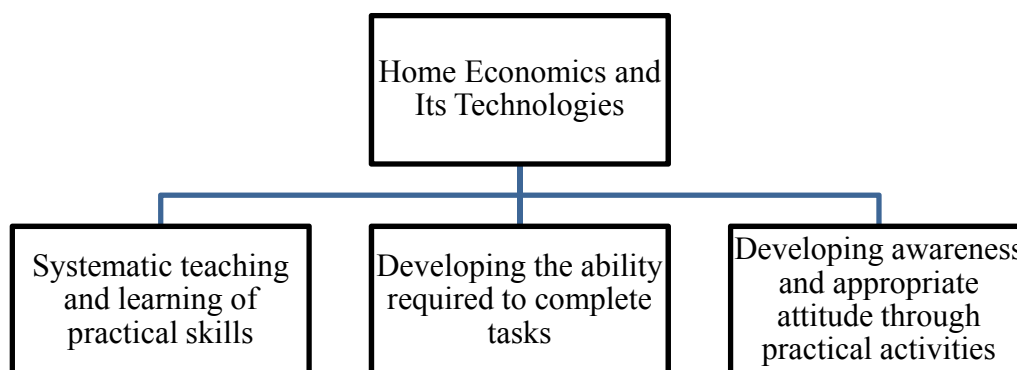 Home Economics and
Its Technologies
Systematic teaching
and learning of
practical skills
Developing the ability
required to complete
tasks
Developing awareness
and appropriate
attitude through
practical activities